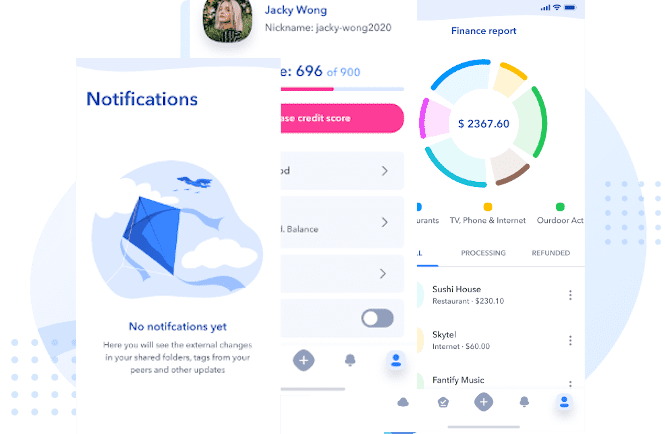 Jacky Wong
Nickname: jacky-wong2020
Notifications
No notifcations yet
Here you will see the external changes
in your shared folders, tags from your
peers and other updates
e: 696 of 900
ase credit score
od
d. Balance
Finance report
$ 2367.60
urants
TV, Phone & Internet
Ourdoor Act
LL
PROCESSING
REFUNDED
Sushi House
Restaurant · $230.10
Skytel
Internet · $60.00
Fantify Music